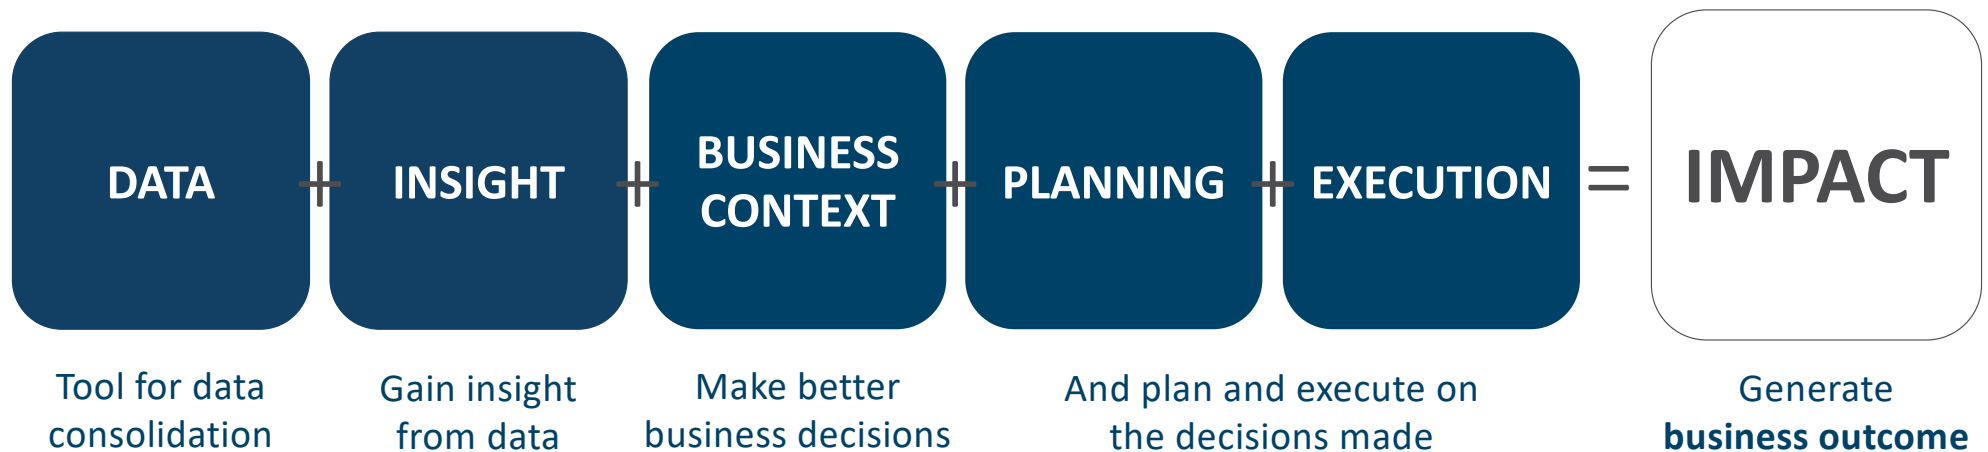 DATA
+
INSIGHT
+
BUSINESS
CONTEXT
+
PLANNING
+
EXECUTION
=
IMPACT
Tool for data
consolidation
Gain insight
from data
Make better
business decisions
And plan and execute on
the decisions made
Generate
business outcome